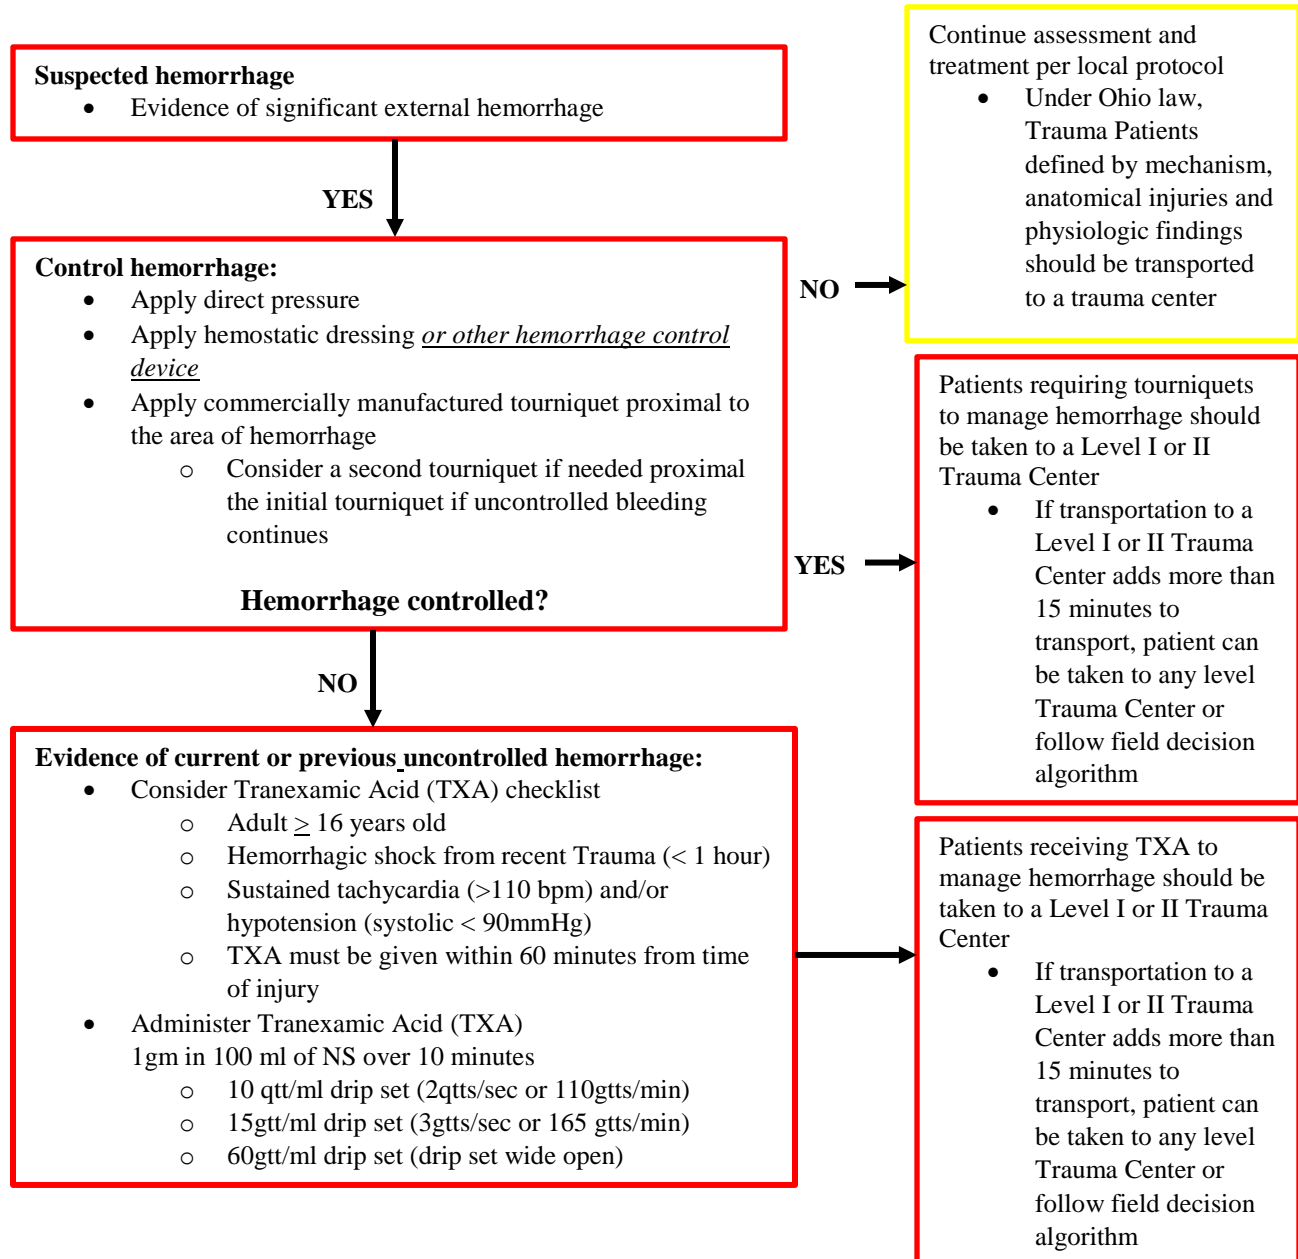 Suspected hemorrhage
• Evidence of significant external hemorrhage
YES
Control hemorrhage:
• Apply direct pressure
• Apply hemostatic dressing or other hemorrhage control
device
• Apply commercially manufactured tourniquet proximal to
the area of hemorrhage
o Consider a second tourniquet if needed proximal
the initial tourniquet if uncontrolled bleeding
continues
Hemorrhage controlled?
NO
Continue assessment and
treatment per local protocol
• Under Ohio law,
Trauma Patients
defined by mechanism,
anatomical injuries and
physiologic findings
should be transported
to a trauma center
YES
Patients requiring tourniquets
to manage hemorrhage should
be taken to a Level I or II
Trauma Center
• If transportation to a
Level I or II Trauma
Center adds more than
15 minutes to
transport, patient can
be taken to any level
Trauma Center or
follow field decision
algorithm
NO
Evidence of current or previous uncontrolled hemorrhage:
• Consider Tranexamic Acid (TXA) checklist
o Adult ≥ 16 years old
o Hemorrhagic shock from recent Trauma (< 1 hour)
o Sustained tachycardia (>110 bpm) and/or
hypotension (systolic < 90mmHg)
o TXA must be given within 60 minutes from time
of injury
• Administer Tranexamic Acid (TXA)
1gm in 100 ml of NS over 10 minutes
o 10 qtt/ml drip set (2qtts/sec or 110gtts/min)
o 15gtt/ml drip set (3gtts/sec or 165 gtts/min)
o 60gtt/ml drip set (drip set wide open)
Patients receiving TXA to
manage hemorrhage should be
taken to a Level I or II Trauma
Center
• If transportation to a
Level I or II Trauma
Center adds more than
15 minutes to
transport, patient can
be taken to any level
Trauma Center or
follow field decision
algorithm